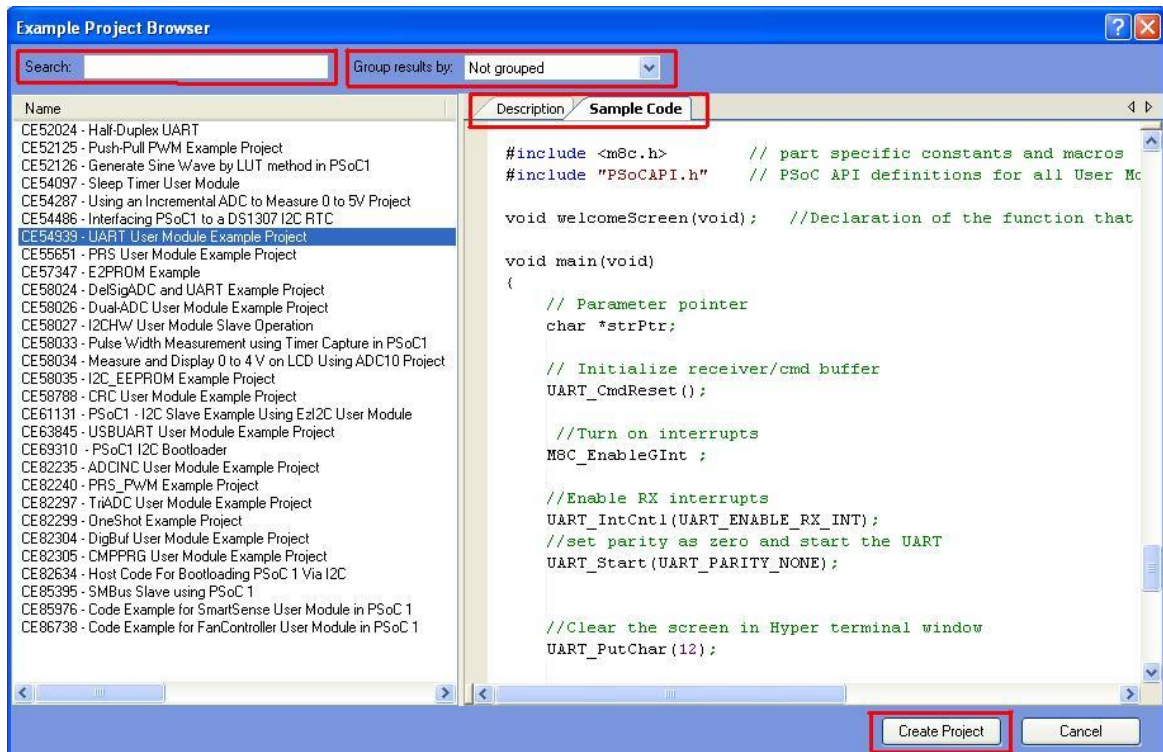 Example Project Browser
Search:
Group results by: Not grouped
Name
CE52024 - Half-Duplex UART
CE52125 - Push-Pull PWM Example Project
CE52126 - Generate Sine Wave by LUT method in PSoC1
CE54097 - Sleep Timer User Module
CE54287 - Using an Incremental ADC to Measure 0 to 5V Project
CE54486 - Interfacing PSoC1 to a DS1307 I2C RTC
CE54939 - UART User Module Example Project
CE55651 - PRS User Module Example Project
CE57347 - E2PROM Example
CE58024 - DelSigADC and UART Example Project
CE58026 - Dual-ADC User Module Example Project
CE58027 - I2CHW User Module Slave Operation
CE58033 - Pulse Width Measurement using Timer Capture in PSoC1
CE58034 - Measure and Display 0 to 4 V on LCD Using ADC10 Project
CE58035 - I2C_EEPROM Example Project
CE58788 - CRC User Module Example Project
CE61131 - PSoC1 - I2C Slave Example Using EzI2C User Module
CE63845 - USBUART User Module Example Project
CE69310 - PSoC1 I2C Bootloader
CE82235 - ADCINC User Module Example Project
CE82240 - PRS_PWM Example Project
CE82297 - TriADC User Module Example Project
CE82299 - OneShot Example Project
CE82304 - DigBuf User Module Example Project
CE82305 - CMPPRG User Module Example Project
CE82634 - Host Code For Bootloading PSoC 1 Via I2C
CE85395 - SMBus Slave using PSoC 1
CE85976 - Code Example for SmartSense User Module in PSoC 1
CE86738 - Code Example for FanController User Module in PSoC 1
Description Sample Code
#include <m8c.h> // part specific constants and macros
#include "PSoCAPI.h" // PSoC API definitions for all User Mo
void welcomeScreen(void); //Declaration of the function that
void main(void)
{
// Parameter pointer
char *strPtr;
// Initialize receiver/cmd buffer
UART_CmdReset();
//Turn on interrupts
M8C_EnableGInt ;
//Enable RX interrupts
UART_IntCntl(UART_ENABLE_RX_INT);
//set parity as zero and start the UART
UART_Start(UART_PARITY_NONE);
//Clear the screen in Hyper terminal window
UART_PutChar(12);
Create Project Cancel